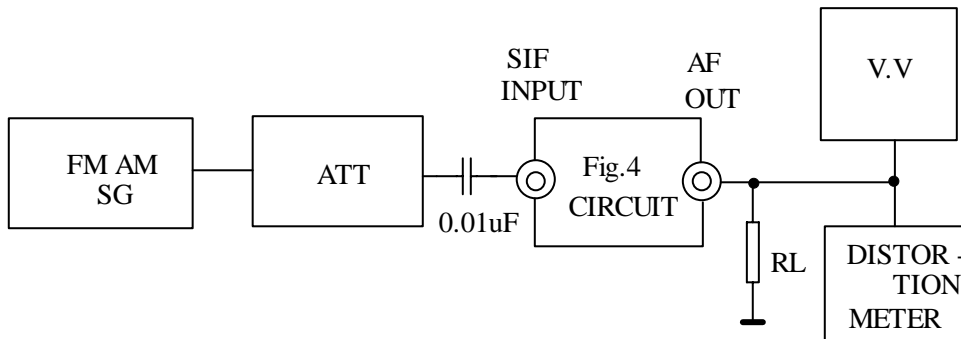 FM AM
SG
ATT
0.01uF
SIF
INPUT
Fig.4
CIRCUIT
AF
OUT
RL
V.V
DISTOR -
TION
METER